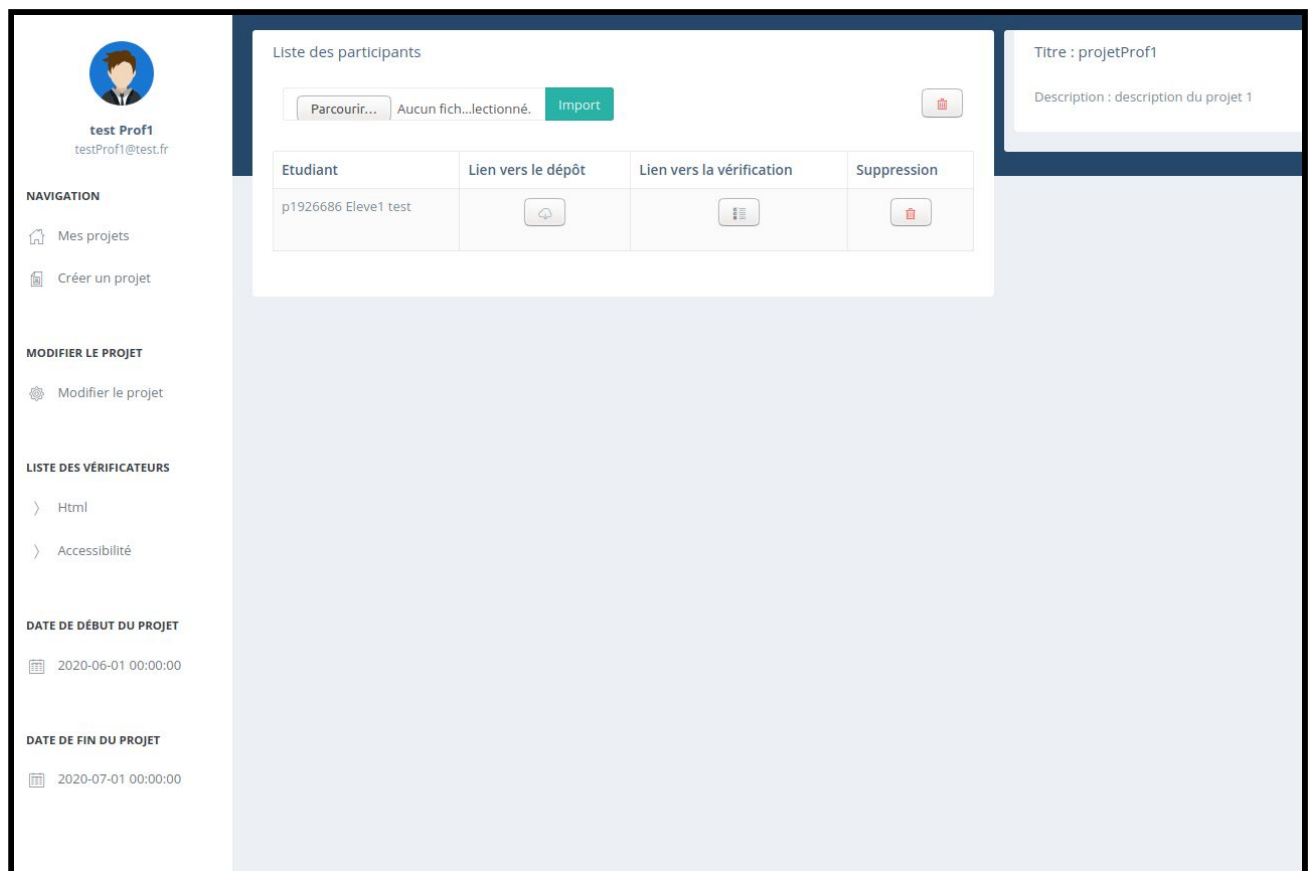 test Prof1
testProf1@test.fr
NAVIGATION
Mes projets
Créer un projet
MODIFIER LE PROJET
Modifier le projet
LISTE DES VÉRIFICATEURS
Html
Accessibilité
DATE DE DÉBUT DU PROJET
2020-06-01 00:00:00
DATE DE FIN DU PROJET
2020-07-01 00:00:00
Liste des participants
Parcourir... Aucun fich...lectionné. Import
Etudiant Lien vers le dépôt Lien vers la vérification Suppression
p1926686 Eleve1 test
Titre : projetProf1
Description : description du projet 1